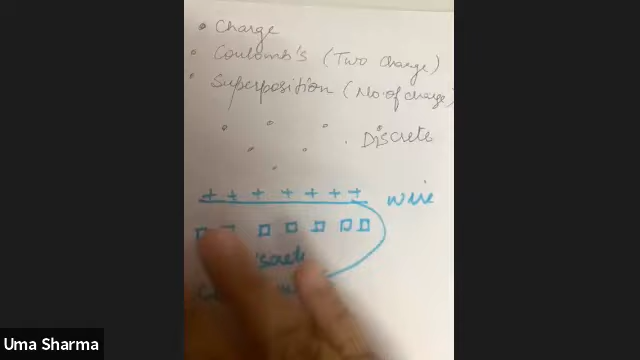 • Charge
• Coulomb's (Two charge)
• Superposition (No. of charge)
Discrete
+ + + + + + + wire
Uma Sharma